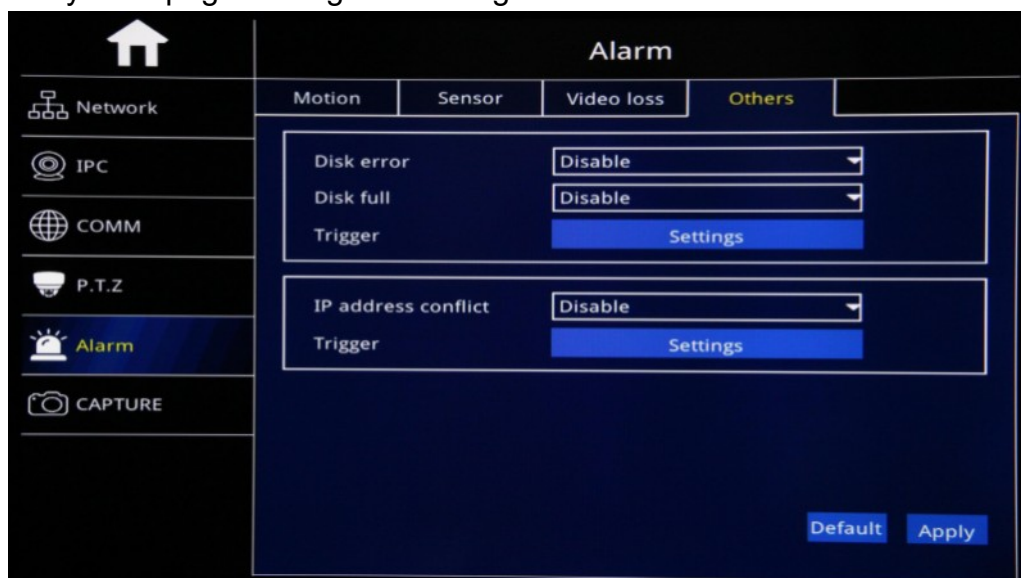 Alarm
Network
IPC
COMM
P.T.Z
Alarm
CAPTURE
Motion Sensor Video loss Others
Disk error Disable
Disk full Disable
Trigger Settings
IP address conflict Disable
Trigger Settings
Default Apply